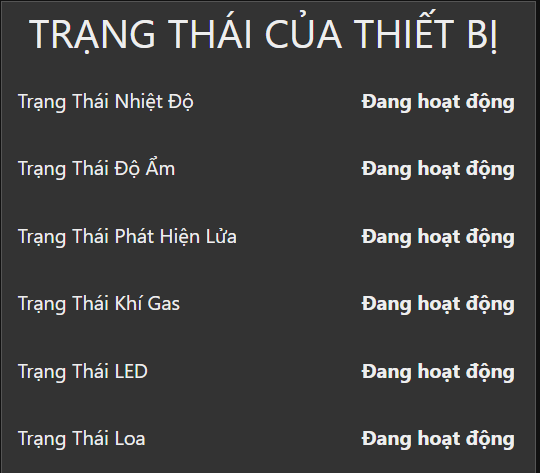 TRẠNG THÁI CỦA THIẾT BỊ
Trạng Thái Nhiệt Độ Đang hoạt động
Trạng Thái Độ Ẩm Đang hoạt động
Trạng Thái Phát Hiện Lửa Đang hoạt động
Trạng Thái Khí Gas Đang hoạt động
Trạng Thái LED Đang hoạt động
Trạng Thái Loa Đang hoạt động